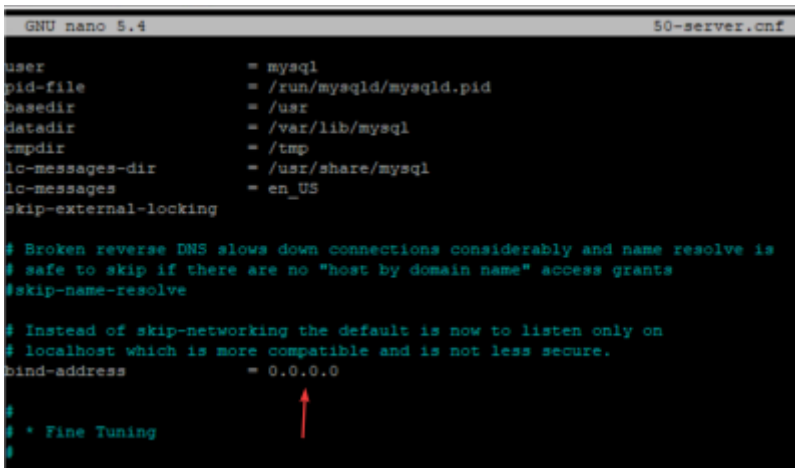 GNU nano 5.4 50-server.cnf
user = mysql
pid-file = /run/mysqld/mysqld.pid
basedir = /usr
datadir = /var/lib/mysql
tmpdir = /tmp
lc-messages-dir = /usr/share/mysql
lc-messages = en_US
skip-external-locking
# Broken reverse DNS slows down connections considerably and name resolve is
# safe to skip if there are no "host by domain name" access grants
#skip-name-resolve
# Instead of skip-networking the default is now to listen only on
# localhost which is more compatible and is not less secure.
bind-address = 0.0.0.0
#
# * Fine Tuning
#